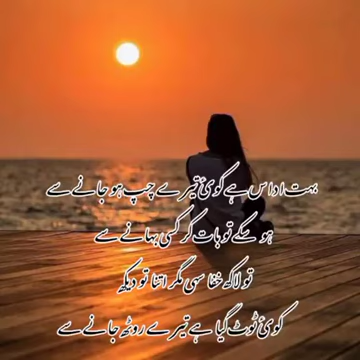 بہت اداس ہے کوئی تیرے چپ ہو جانے سے
ہو سکے تو بات کر کسی بہانے سے
تو لاکھ خفا سہی مگر اتنا تو دیکھ
کوئی ٹوٹ گیا ہے تیرے روٹھ جانے سے